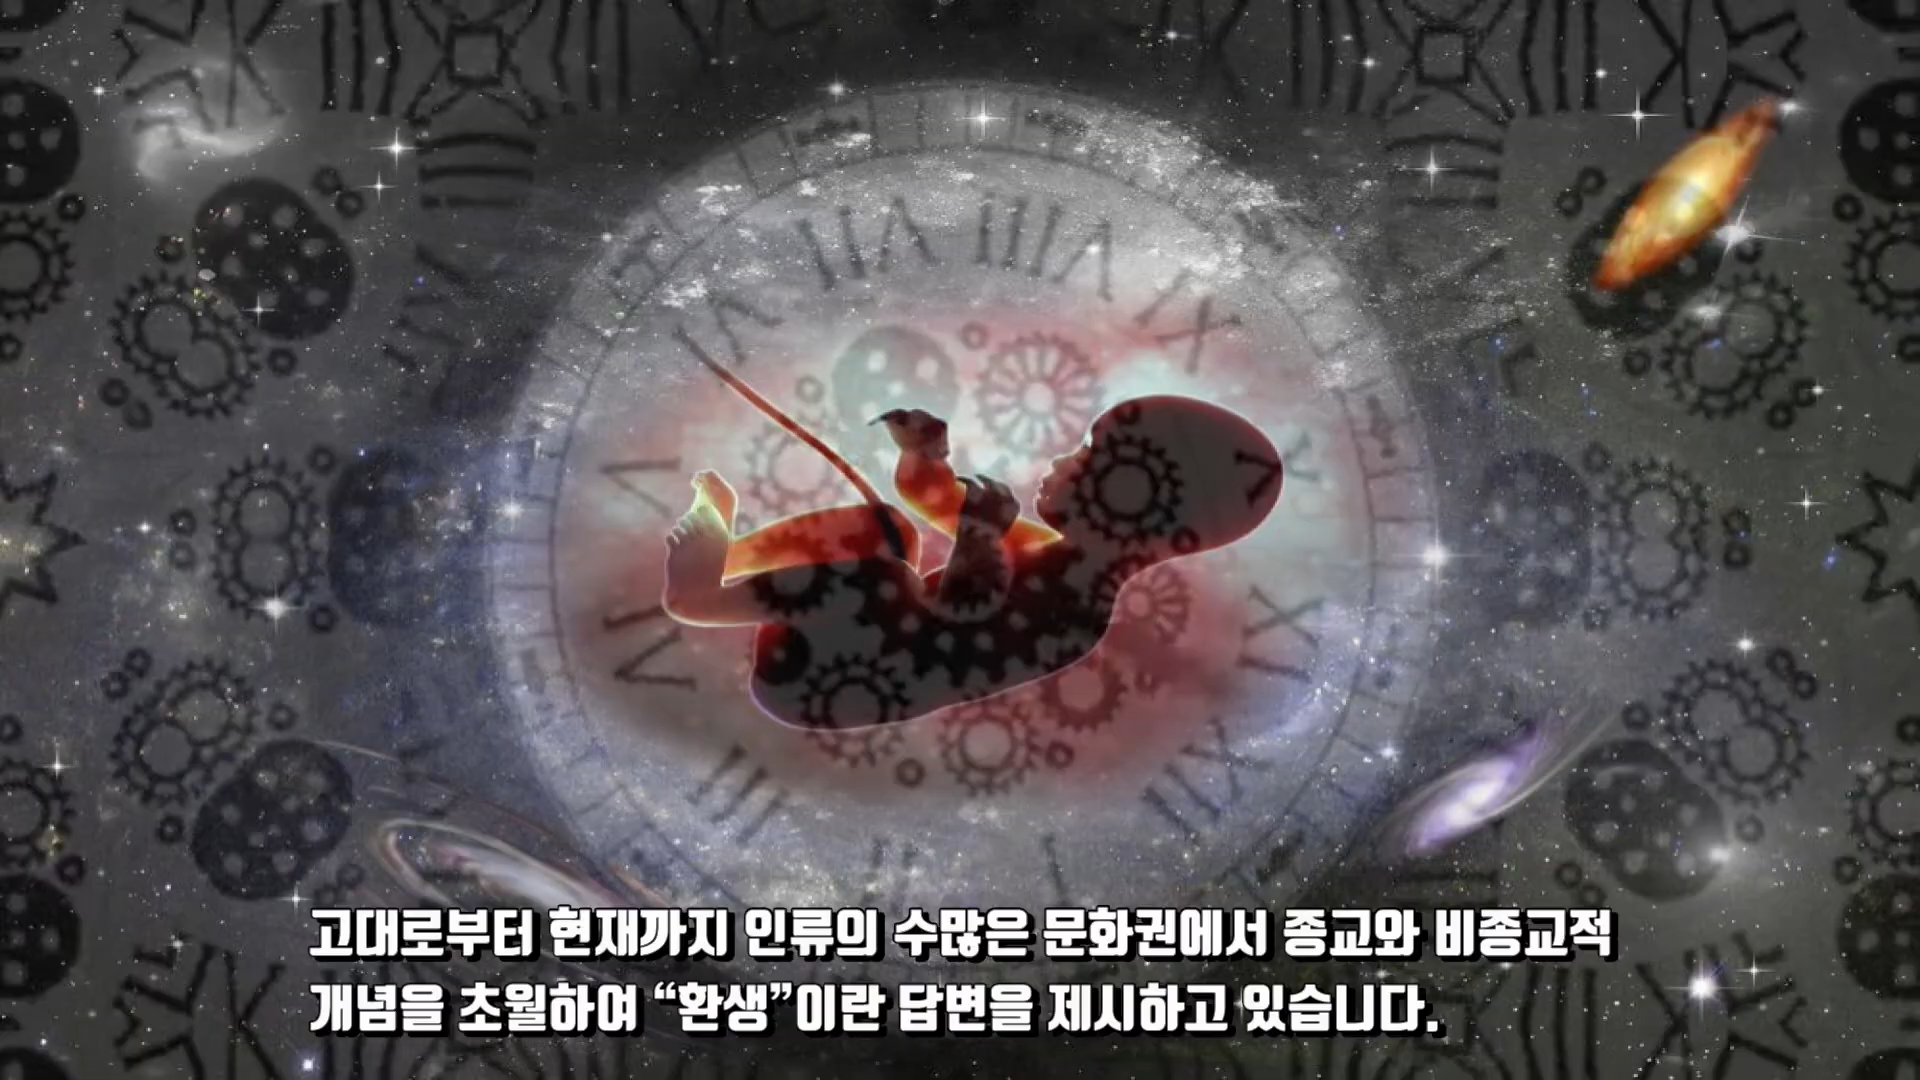 고대로부터 현재까지 인류의 수많은 문화권에서 종교와 비종교적
개념을 초월하여 “환생”이란 답변을 제시하고 있습니다.